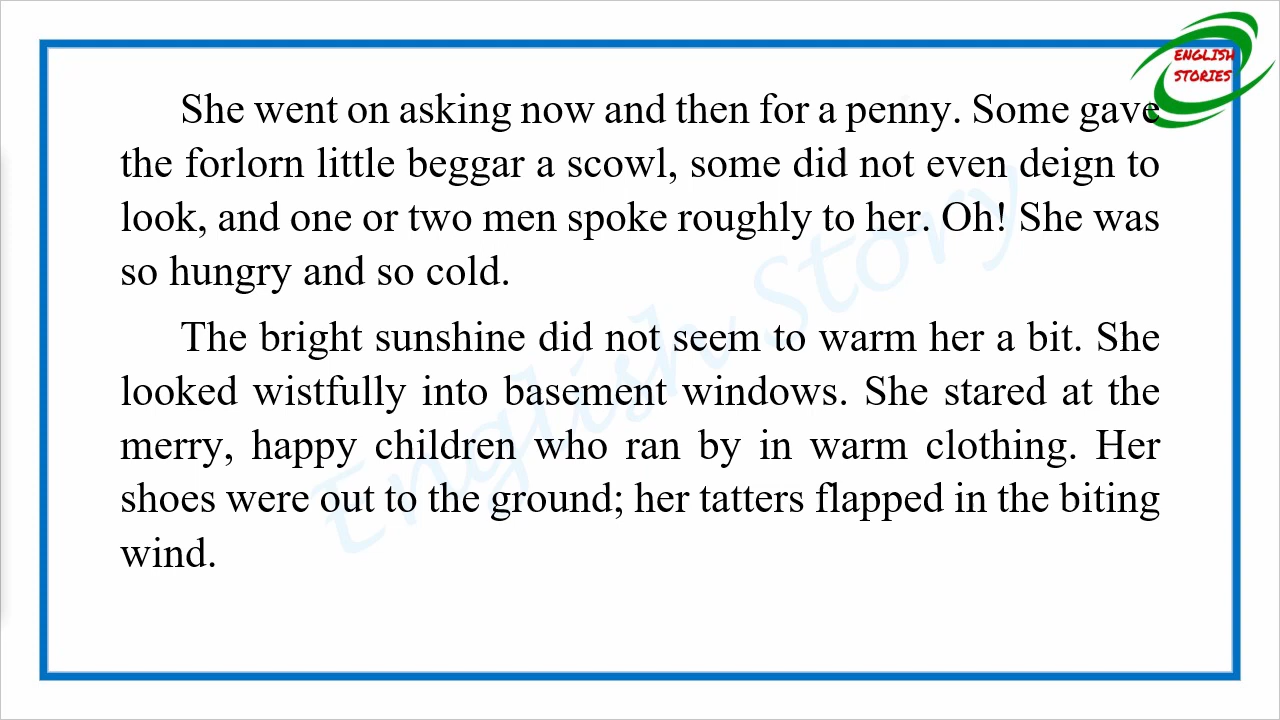 ENGLISH
STORIES
She went on asking now and then for a penny. Some gave
the forlorn little beggar a scowl, some did not even deign to
look, and one or two men spoke roughly to her. Oh! She was
so hungry and so cold.
The bright sunshine did not seem to warm her a bit. She
looked wistfully into basement windows. She stared at the
merry, happy children who ran by in warm clothing. Her
shoes were out to the ground; her tatters flapped in the biting
wind.
English Story